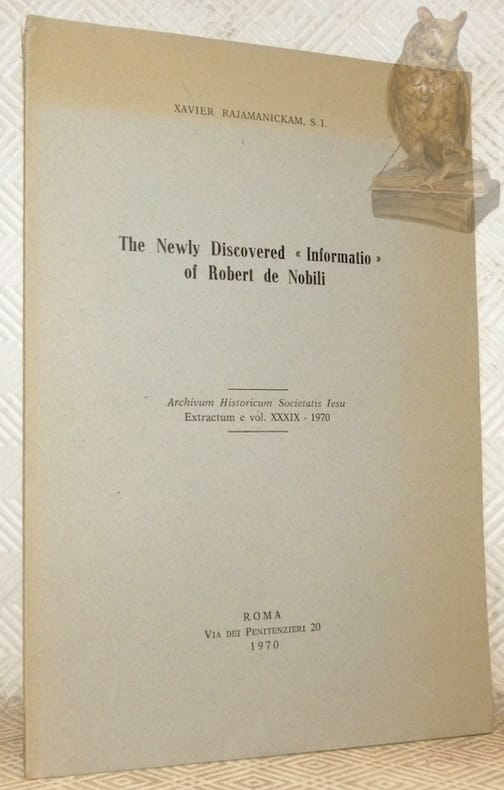 XAVIER RAJAMANICKAM, S. I.
The Newly Discovered « Informatio »
of Robert de Nobili
Archivum Historicum Societatis Iesu
Extractum e vol. XXXIX - 1970
ROMA
VIA DEI PENITENZIERI 20
1970